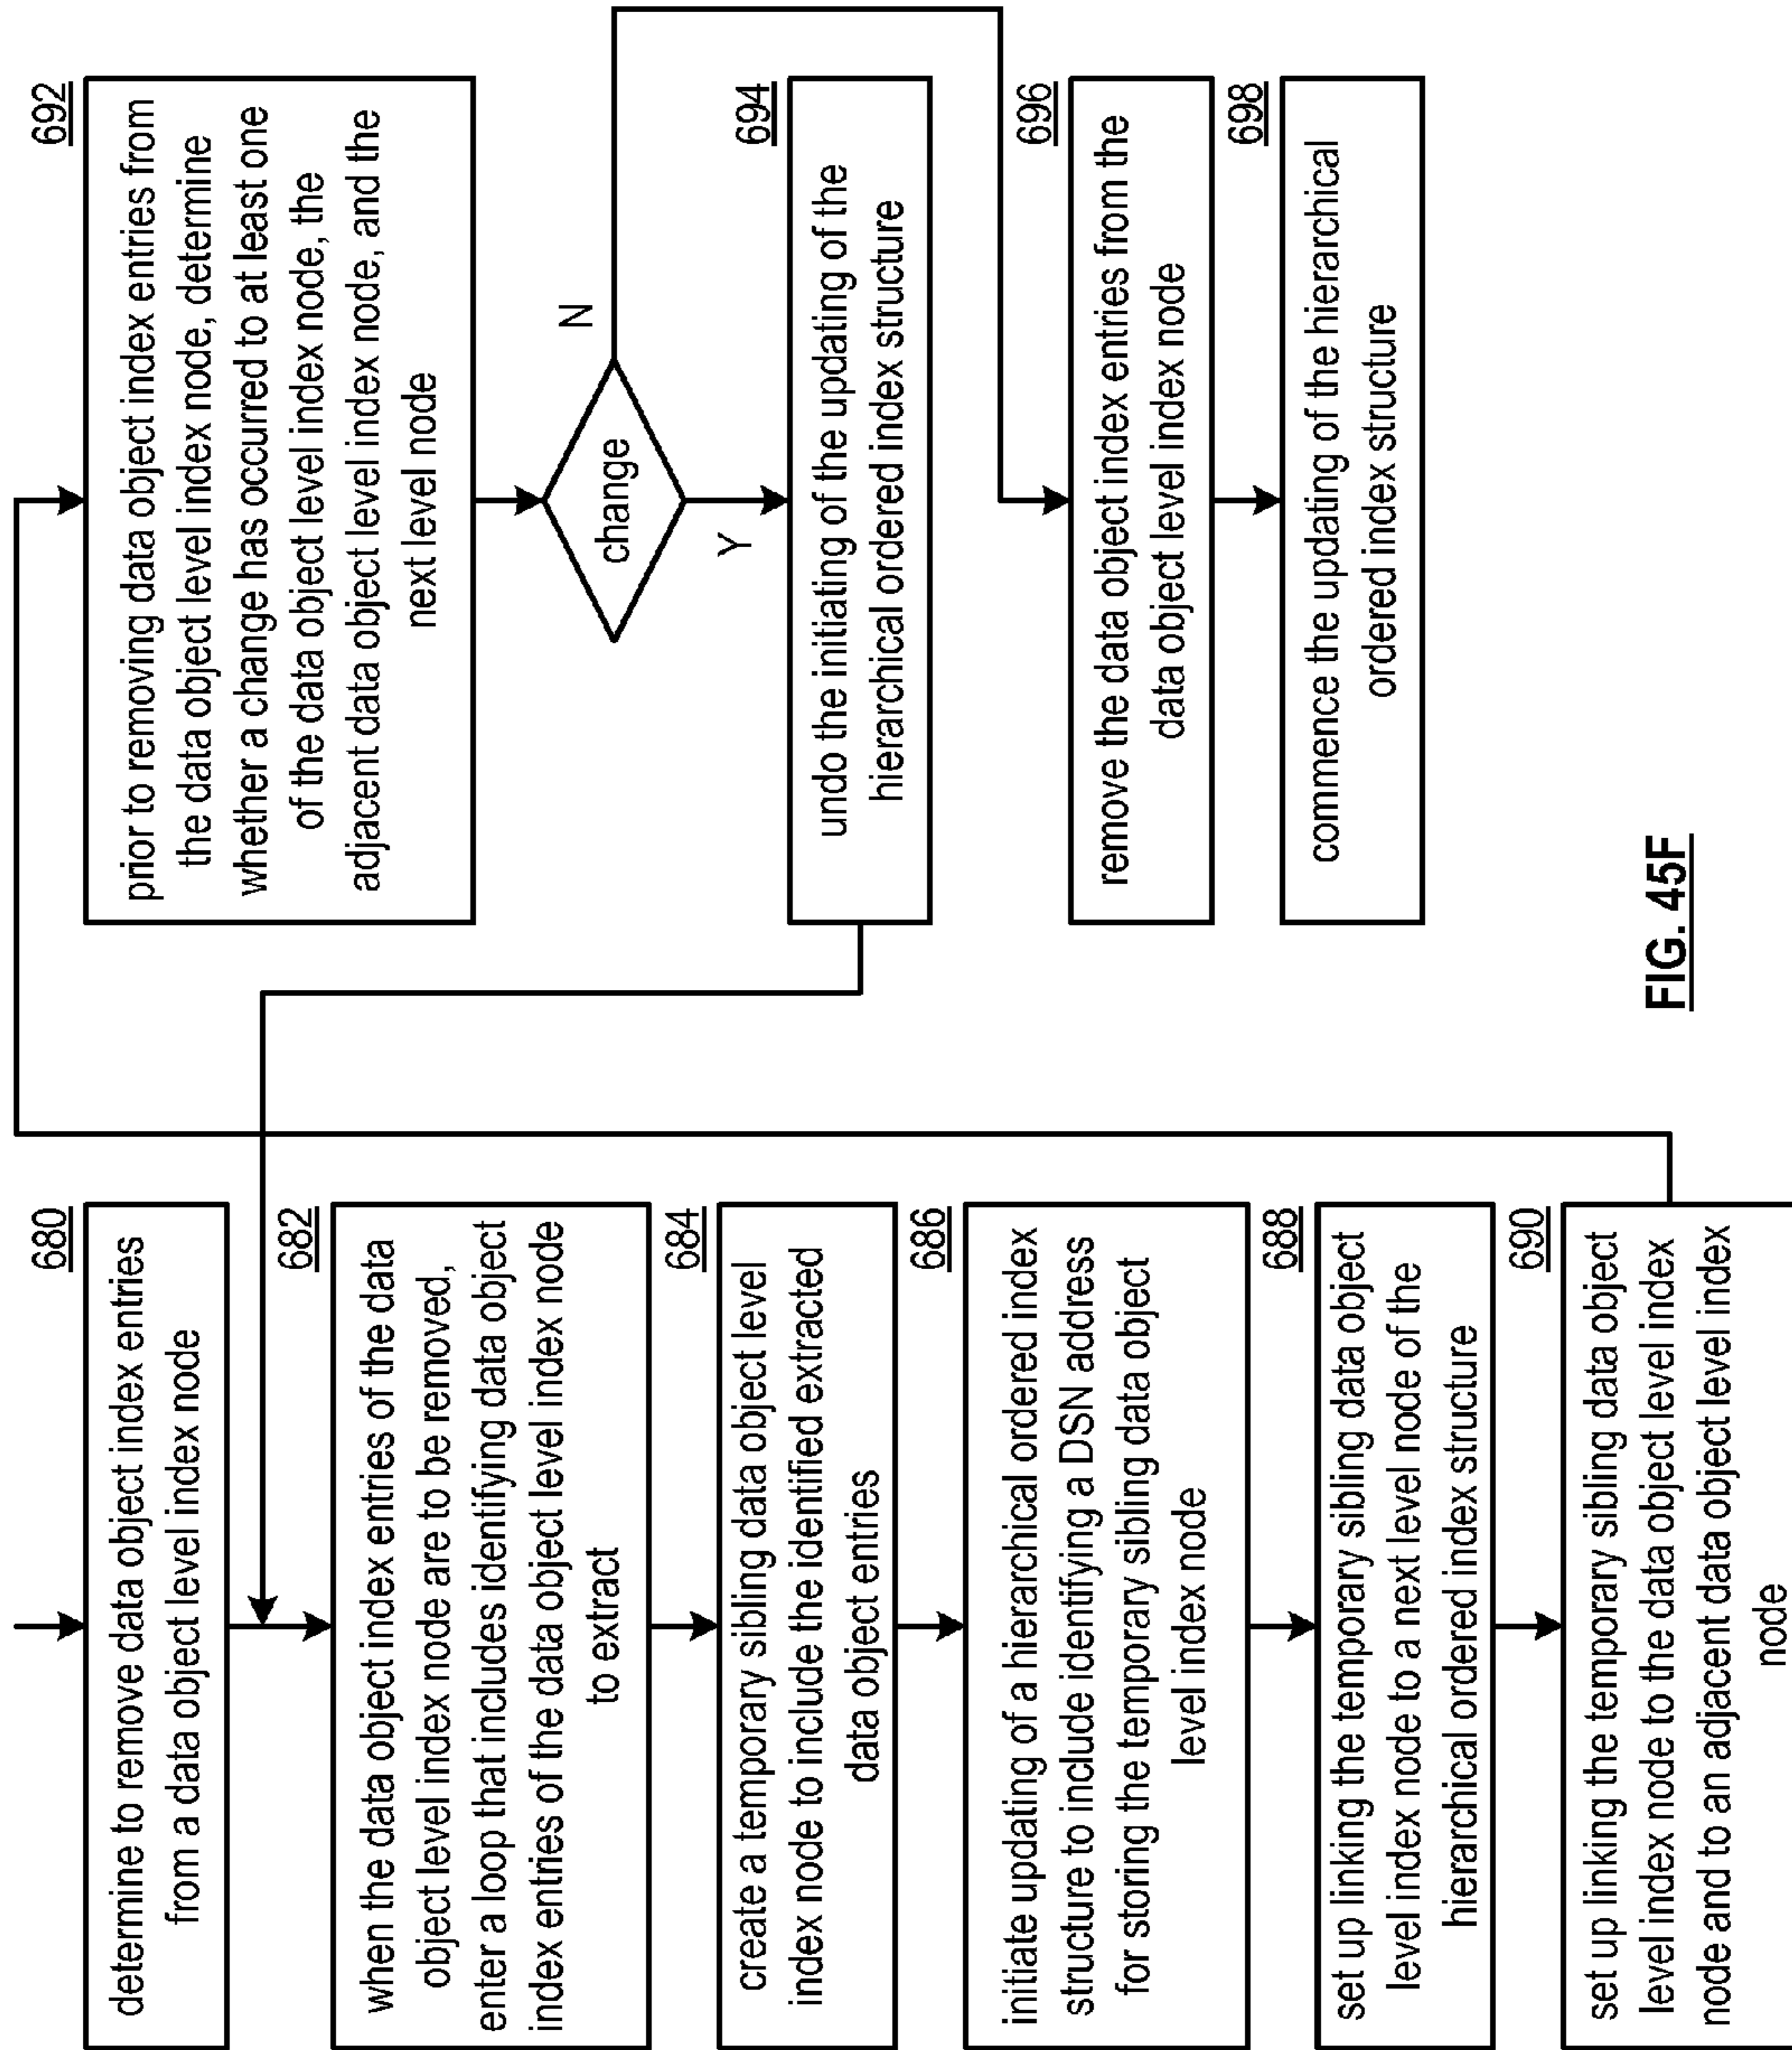 680
determine to remove data object index entries
from a data object level index node
682
when the data object index entries of the data
object level index node are to be removed,
enter a loop that includes identifying data object
index entries of the data object level index node
to extract
684
create a temporary sibling data object level
index node to include the identified extracted
data object entries
686
initiate updating of a hierarchical ordered index
structure to include identifying a DSN address
for storing the temporary sibling data object
level index node
688
set up linking the temporary sibling data object
level index node to a next level node of the
hierarchical ordered index structure
690
set up linking the temporary sibling data object
level index node to the data object level index
node and to an adjacent data object level index
node
692
prior to removing data object index entries from
the data object level index node, determine
whether a change has occurred to at least one
of the data object level index node, the
adjacent data object level index node, and the
next level node
change
N
Y
694
undo the initiating of the updating of the
hierarchical ordered index structure
696
remove the data object index entries from the
data object level index node
698
commence the updating of the hierarchical
ordered index structure
FIG. 45F